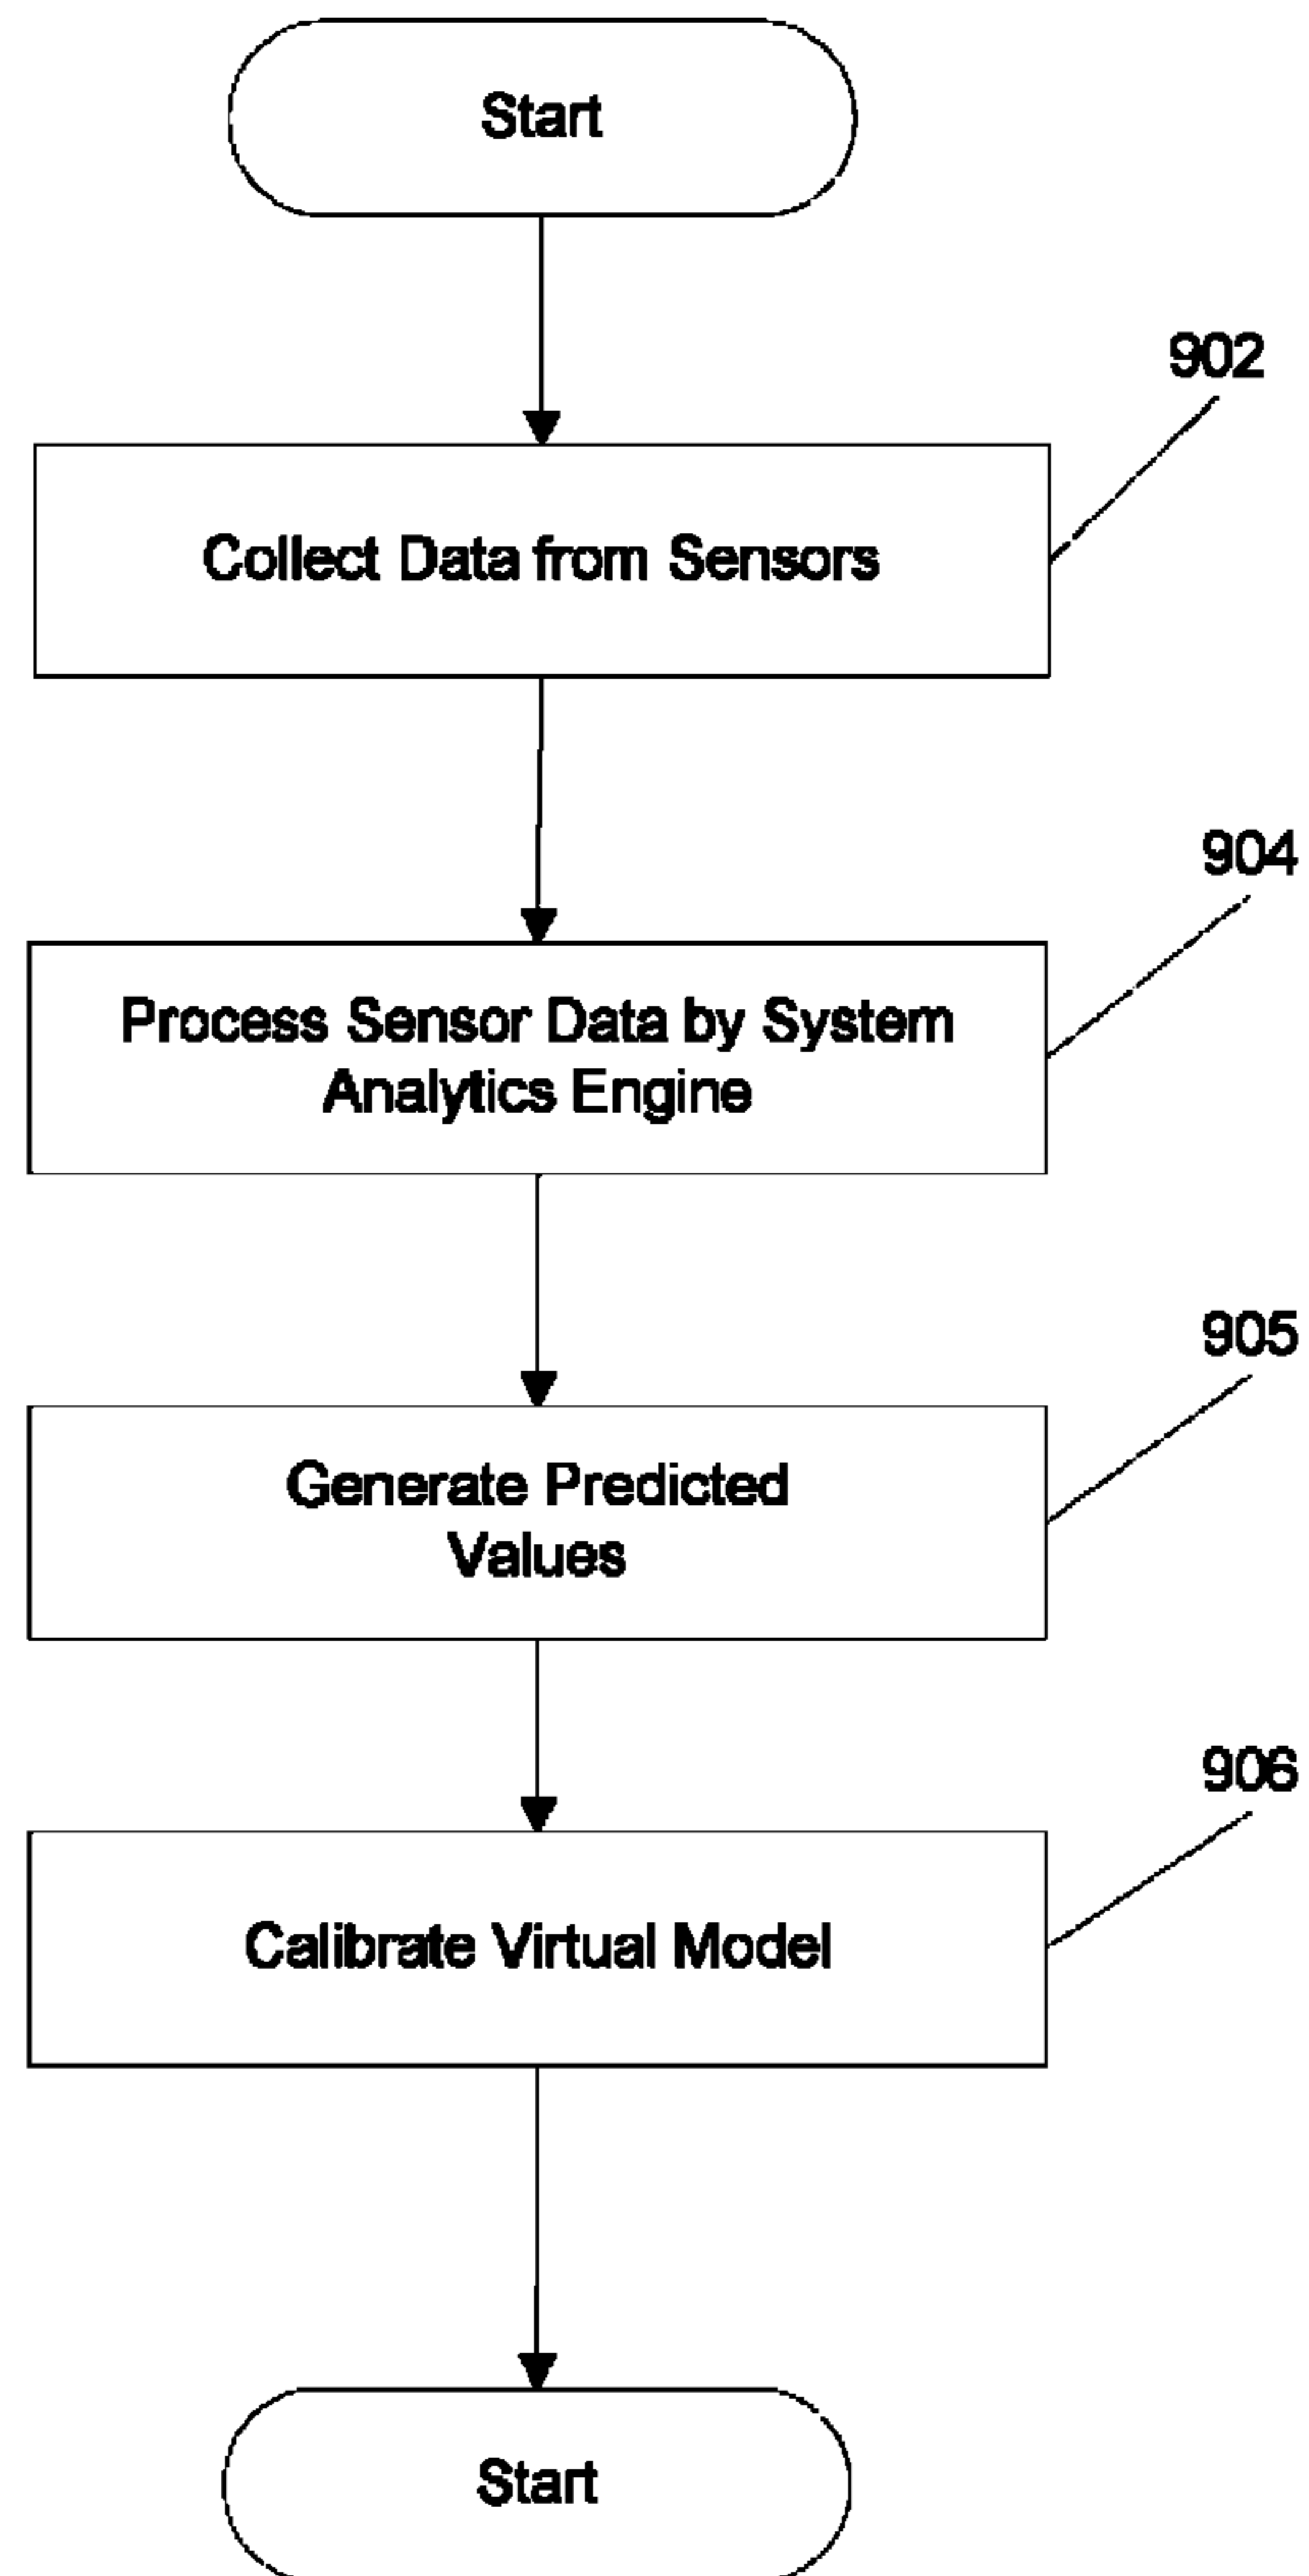 Start
902
Collect Data from Sensors
904
Process Sensor Data by System
Analytics Engine
905
Generate Predicted
Values
906
Calibrate Virtual Model
Start